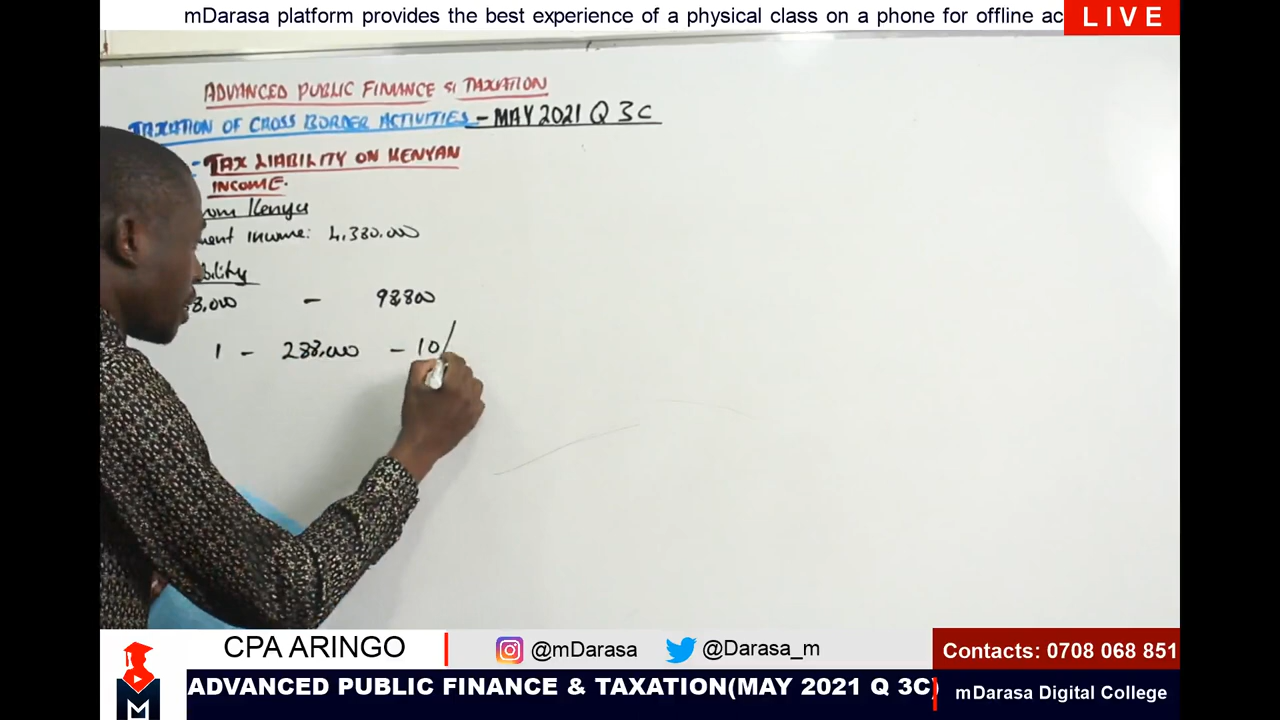 mDarasa platform provides the best experience of a physical class on a phone for offline ac
LIVE
ADVANCED PUBLIC FINANCE & TAXATION
TAXATION OF CROSS BORDER ACTIVITIES - MAY 2021 Q 3C
- TAX LIABILITY ON KENYAN
INCOME.
Kenya
income: 4,380,000
- 98,800
1 - 288,000 - 10/
CPA ARINGO
@mDarasa
@Darasa_m
Contacts: 0708 068 851
ADVANCED PUBLIC FINANCE & TAXATION(MAY 2021 Q 3C)
mDarasa Digital College